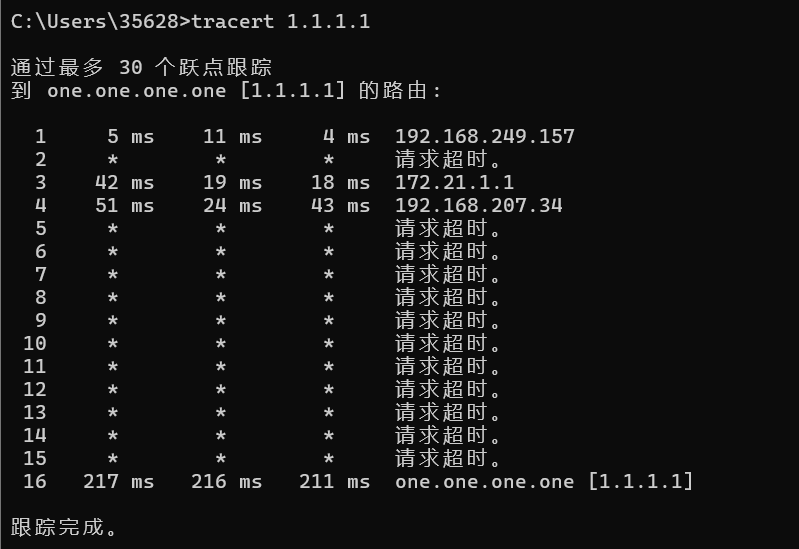 C:\Users\35628>tracert 1.1.1.1
通过最多 30 个跃点跟踪
到 one.one.one.one [1.1.1.1] 的路由:
1 5 ms 11 ms 4 ms 192.168.249.157
2 * * * 请求超时。
3 42 ms 19 ms 18 ms 172.21.1.1
4 51 ms 24 ms 43 ms 192.168.207.34
5 * * * 请求超时。
6 * * * 请求超时。
7 * * * 请求超时。
8 * * * 请求超时。
9 * * * 请求超时。
10 * * * 请求超时。
11 * * * 请求超时。
12 * * * 请求超时。
13 * * * 请求超时。
14 * * * 请求超时。
15 * * * 请求超时。
16 217 ms 216 ms 211 ms one.one.one.one [1.1.1.1]
跟踪完成。